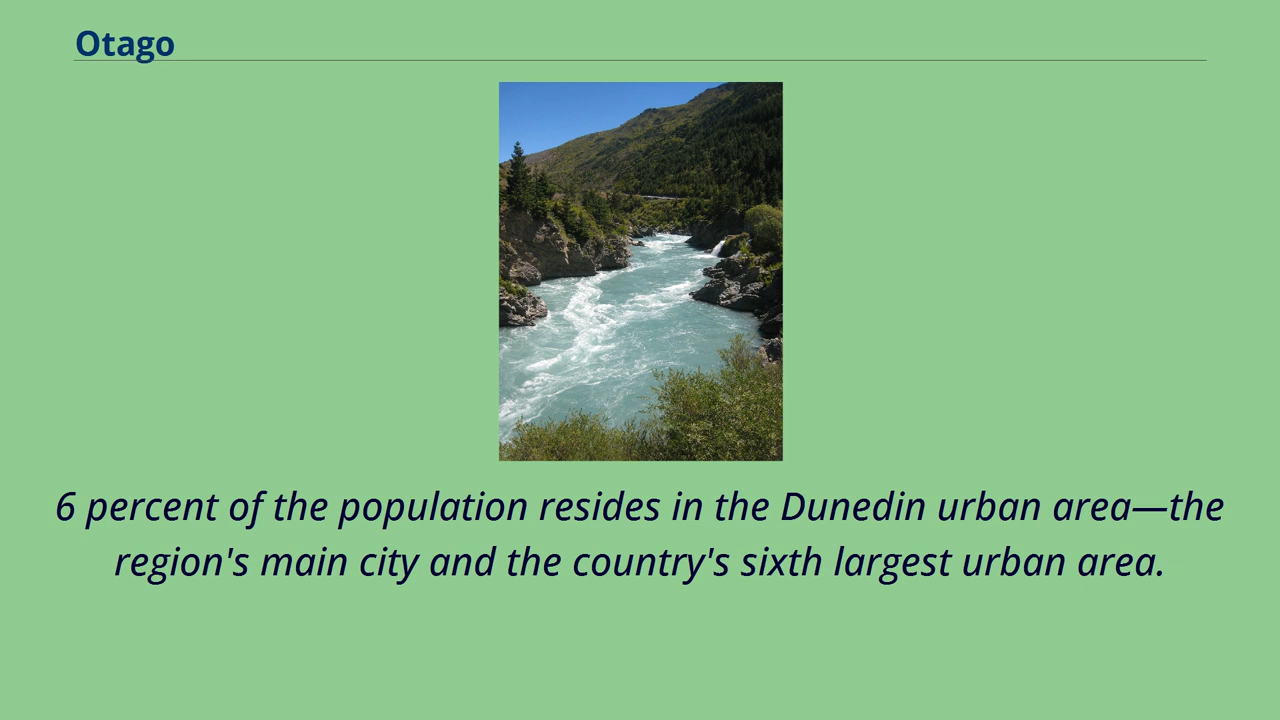 Otago
6 percent of the population resides in the Dunedin urban area—the
region's main city and the country's sixth largest urban area.